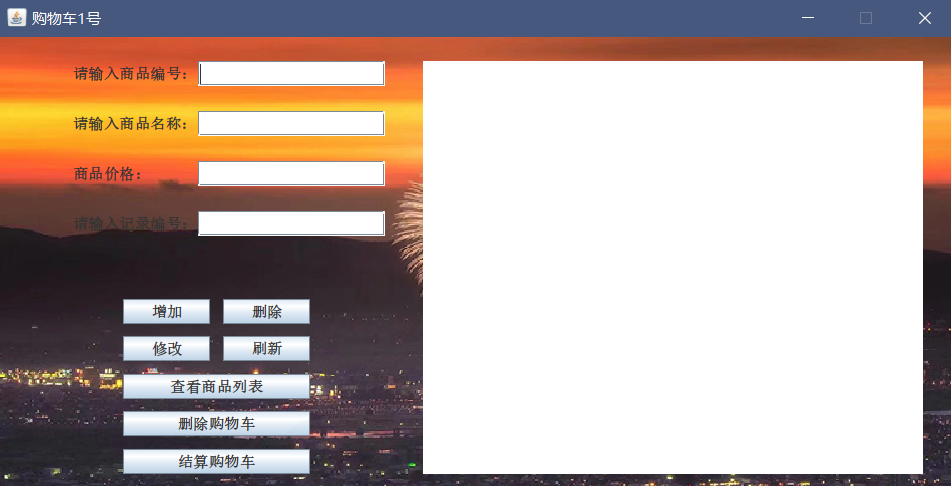 购物车1号
请输入商品编号：
请输入商品名称：
商品价格：
请输入记录编号：
增加 删除
修改 刷新
查看商品列表
删除购物车
结算购物车